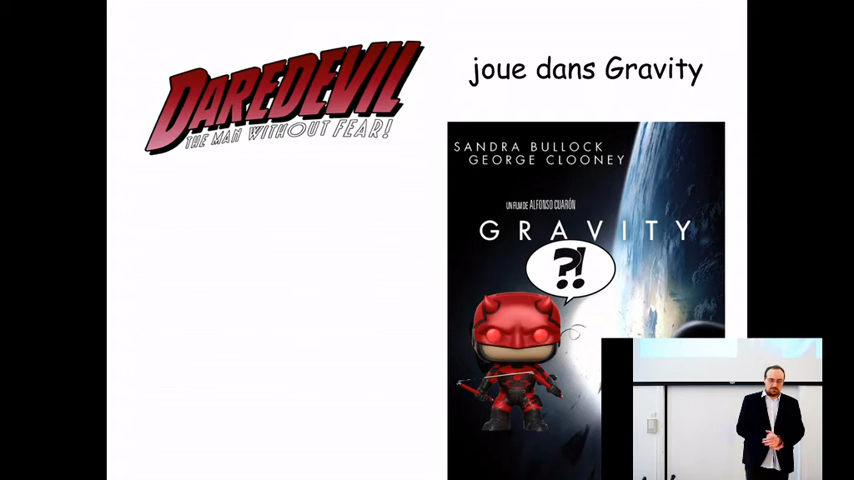 DAREDEVIL
THE MAN WITHOUT FEAR!
joue dans Gravity
SANDRA BULLOCK
GEORGE CLOONEY
UN FILM DE ALFONSO CUARÓN
GRAVITY
?!